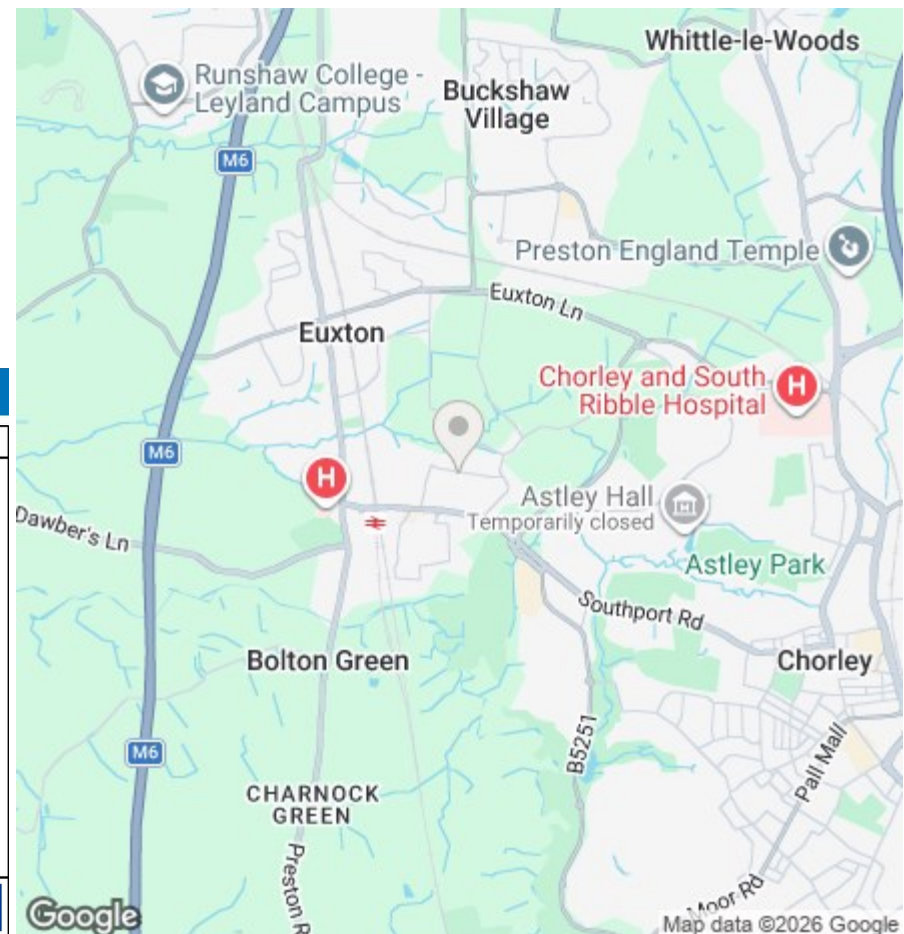 Whittle-le-Woods
Runshaw College -
Leyland Campus
Buckshaw
Village
M6
Preston England Temple
Euxton Ln
Euxton
Chorley and South
Ribble Hospital
H
M6
H
Astley Hall
Temporarily closed
Dawber's Ln
Astley Park
Southport Rd
Bolton Green
Chorley
B5251
M6
Pall Mall
CHARNOCK
GREEN
Preston R
Moor Rd
Google
Map data ©2026 Google